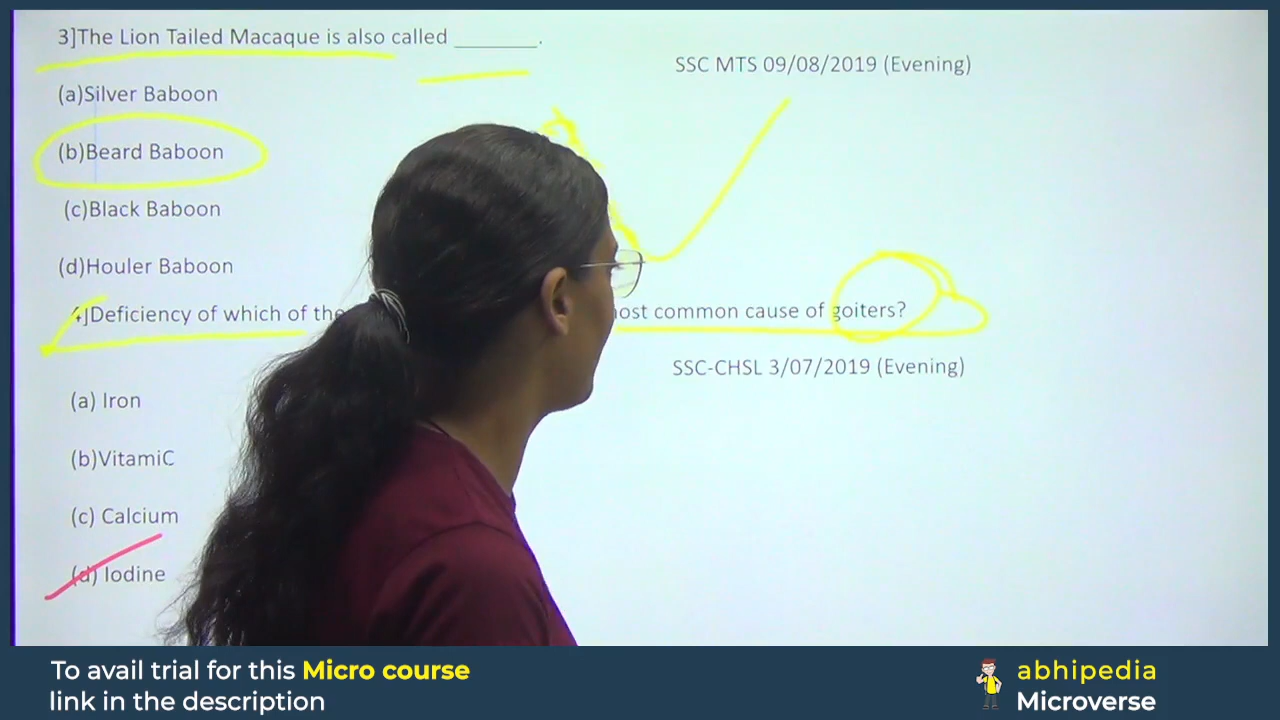 3]The Lion Tailed Macaque is also called ________.
SSC MTS 09/08/2019 (Evening)
(a)Silver Baboon
(b)Beard Baboon
(c)Black Baboon
(d)Houler Baboon
4]Deficiency of which of the common cause of goiters?
SSC-CHSL 3/07/2019 (Evening)
(a) Iron
(b)VitamiC
(c) Calcium
(d) Iodine
To avail trial for this Micro course
link in the description
abhipedia
Microverse